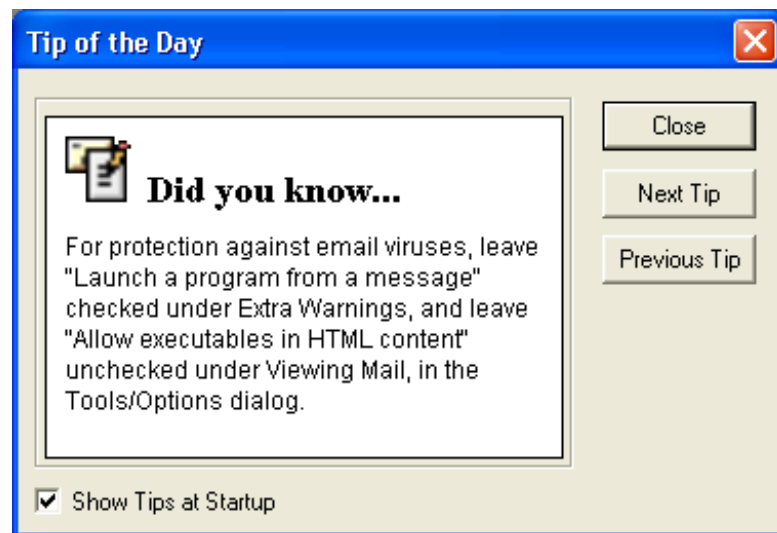 Tip of the Day
Did you know...
For protection against email viruses, leave
"Launch a program from a message"
checked under Extra Warnings, and leave
"Allow executables in HTML content"
unchecked under Viewing Mail, in the
Tools/Options dialog.
Close
Next Tip
Previous Tip
Show Tips at Startup